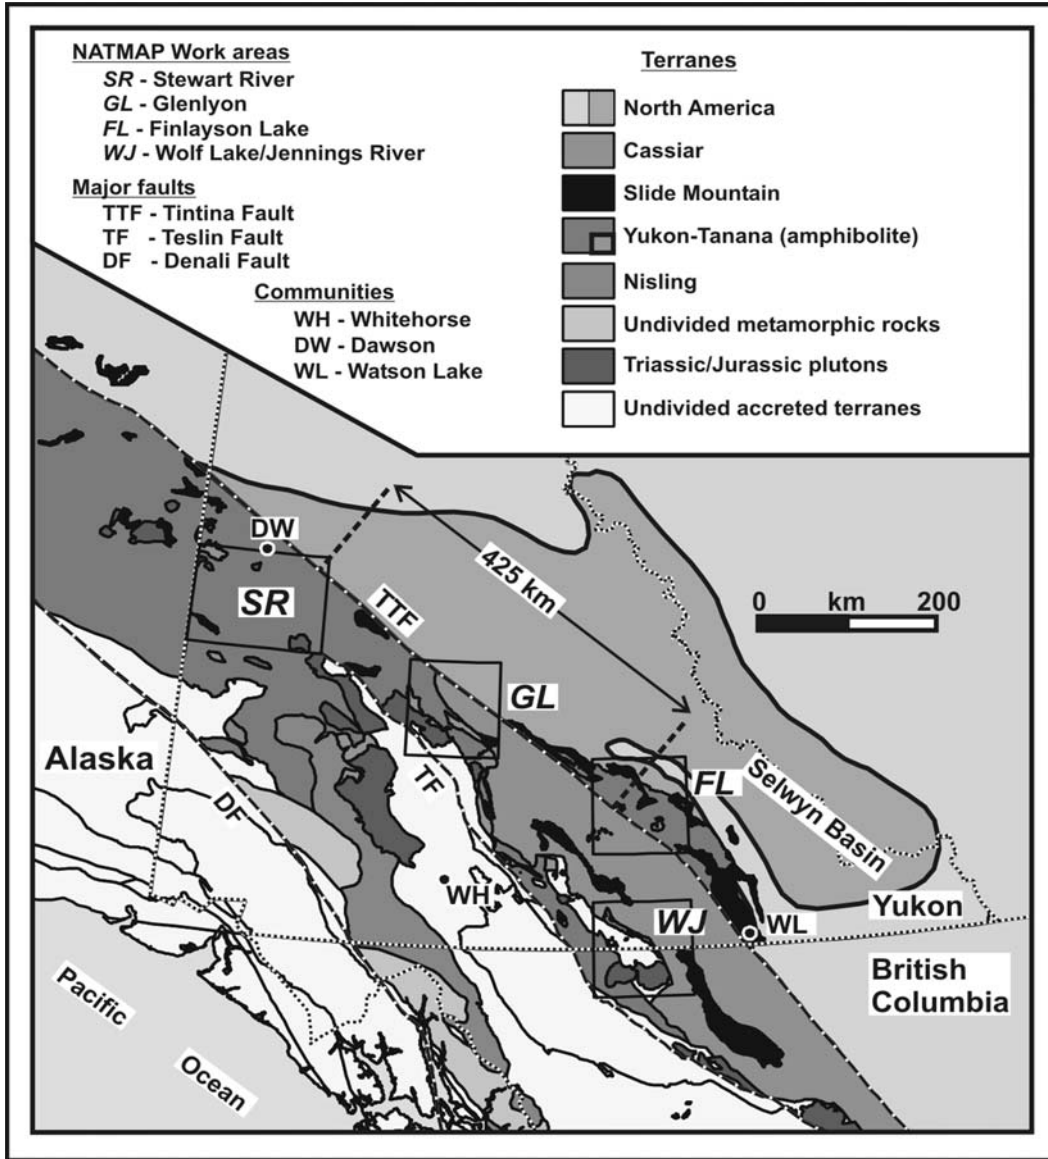 NATMAP Work areas
SR - Stewart River
GL - Glenlyon
FL - Finlayson Lake
WJ - Wolf Lake/Jennings River
Major faults
TTF - Tintina Fault
TF - Teslin Fault
DF - Denali Fault
Communities
WH - Whitehorse
DW - Dawson
WL - Watson Lake
Terranes
North America
Cassiar
Slide Mountain
Yukon-Tanana (amphibolite)
Nisling
Undivided metamorphic rocks
Triassic/Jurassic plutons
Undivided accreted terranes
DW
SR
TTF
425 km
0 km 200
GL
FL
Selwyn Basin
Alaska
DF
TF
WH
WJ
WL
Yukon
British
Columbia
Pacific
Ocean